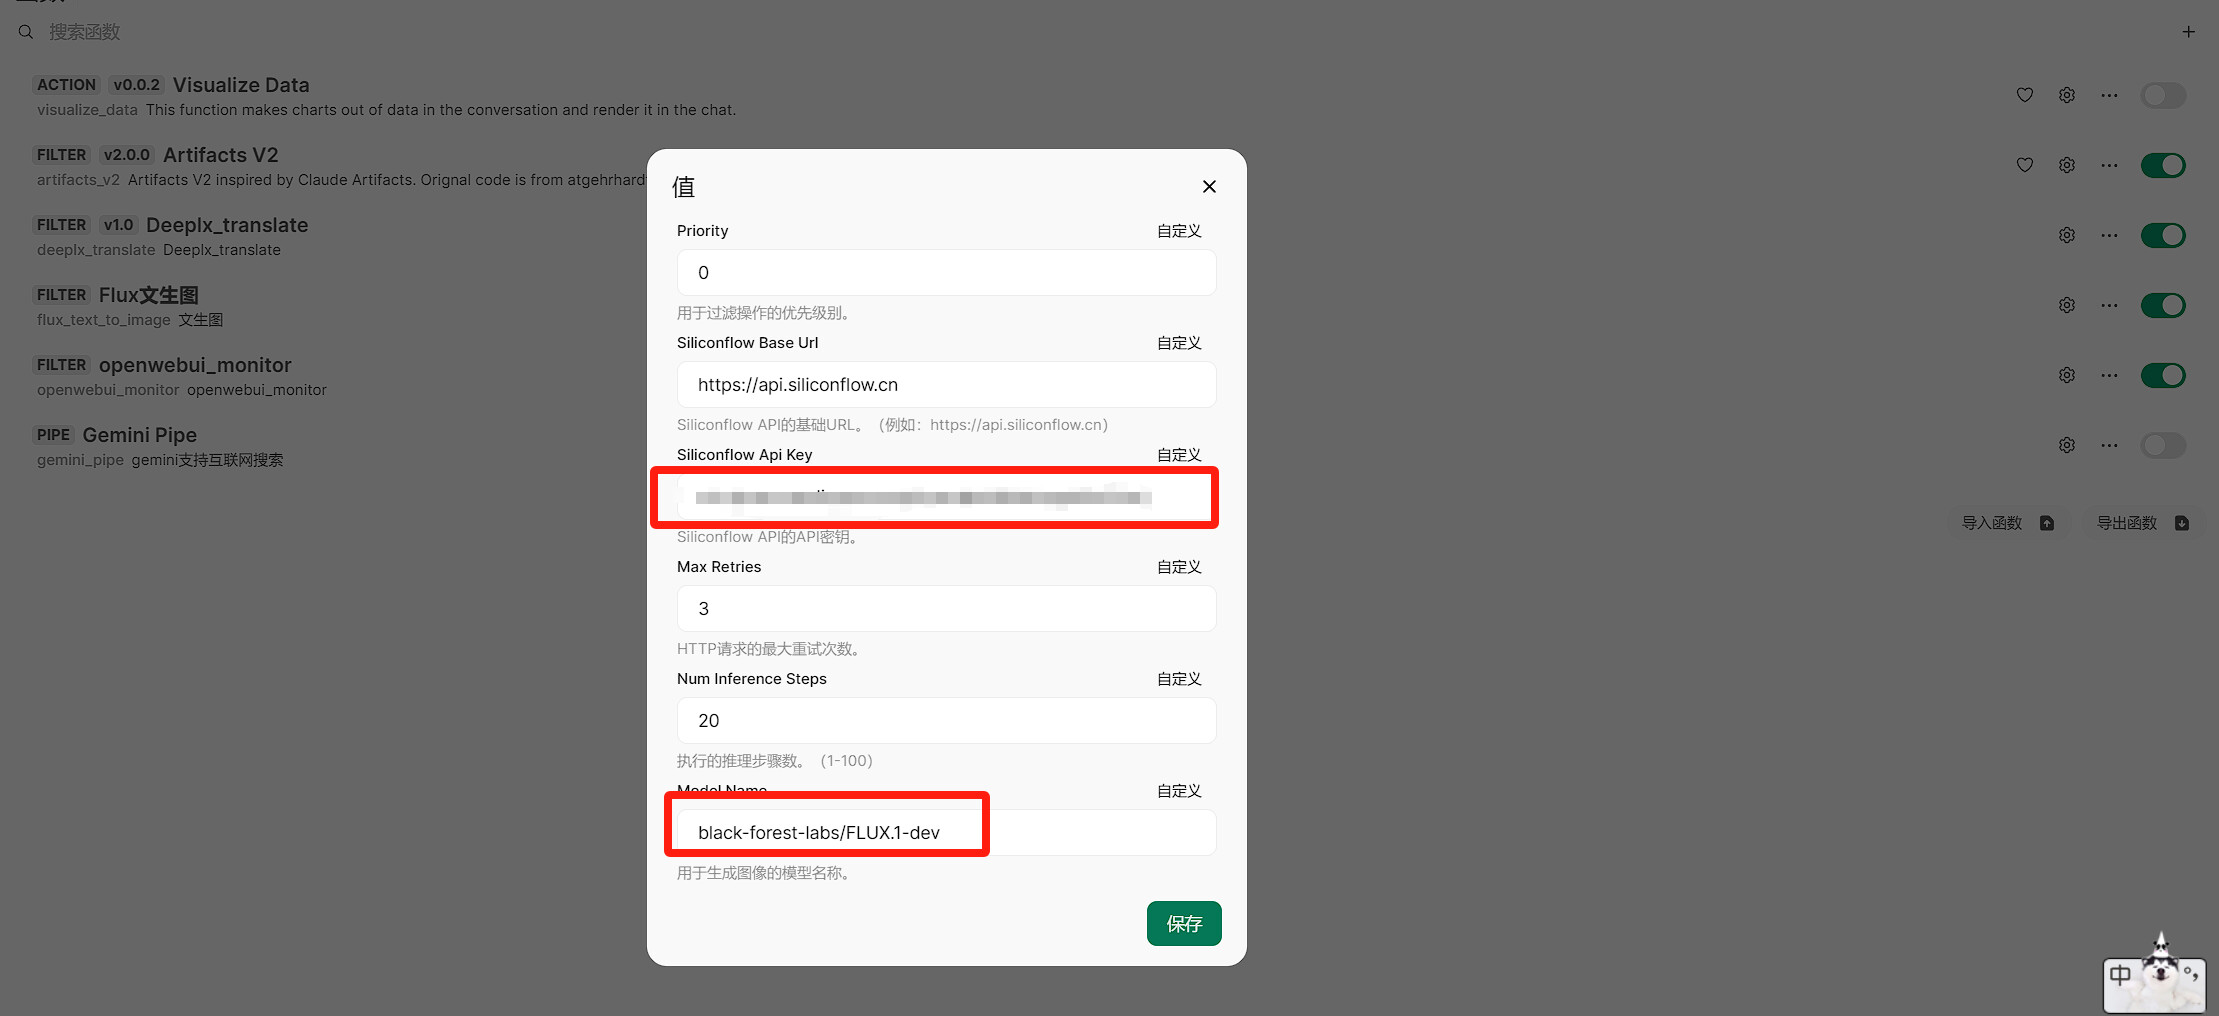 搜索函数
ACTION v0.0.2 Visualize Data
visualize_data This function makes charts out of data in the conversation and render it in the chat.
FILTER v2.0.0 Artifacts V2
artifacts_v2 Artifacts V2 inspired by Claude Artifacts. Orignal code is from atgehrhard
FILTER v1.0 Deeplx_translate
deeplx_translate Deeplx_translate
FILTER Flux文生图
flux_text_to_image 文生图
FILTER openwebui_monitor
openwebui_monitor openwebui_monitor
PIPE Gemini Pipe
gemini_pipe gemini支持互联网搜索
导入函数 导出函数
值
Priority 自定义
0
用于过滤操作的优先级别。
Siliconflow Base Url 自定义
https://api.siliconflow.cn
Siliconflow API的基础URL。（例如：https://api.siliconflow.cn）
Siliconflow Api Key 自定义
Siliconflow API的API密钥。
Max Retries 自定义
3
HTTP请求的最大重试次数。
Num Inference Steps 自定义
20
执行的推理步骤数。（1-100）
Model Name 自定义
black-forest-labs/FLUX.1-dev
用于生成图像的模型名称。
保存
中